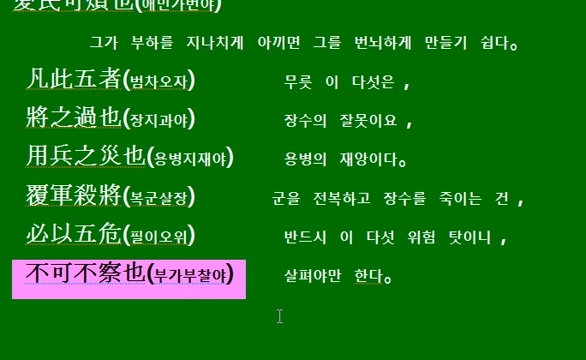 愛民可煩也(애민가번야)
그가 부하를 지나치게 아끼면 그를 번뇌하게 만들기 쉽다。
凡此五者(범차오자) 무릇 이 다섯은 ,
將之過也(장지과야) 장수의 잘못이요 ,
用兵之災也(용병지재야) 용병의 재앙이다。
覆軍殺將(복군살장) 군을 전복하고 장수를 죽이는 건 ,
必以五危(필이오위) 반드시 이 다섯 위험 탓이니 ,
不可不察也(부가부찰야) 살펴야만 한다。